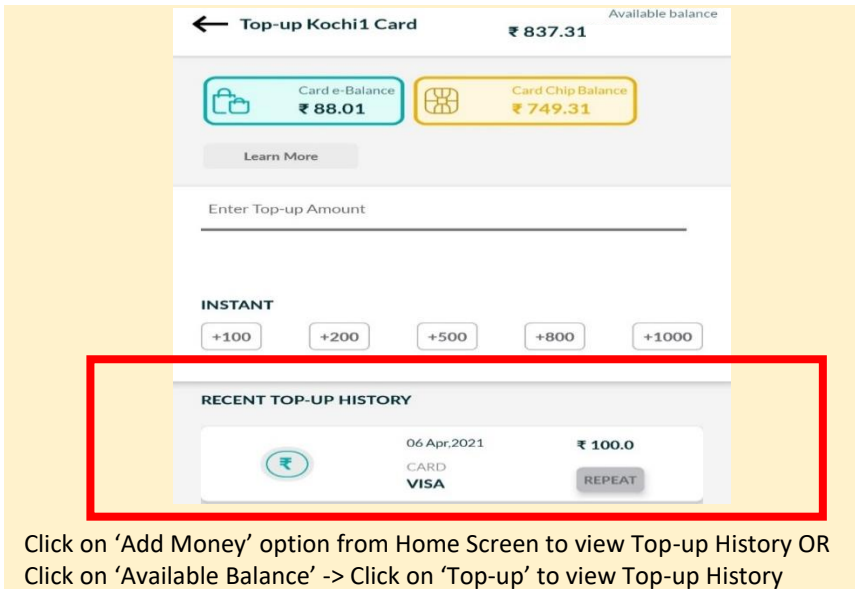 Available balance
← Top-up Kochi1 Card ₹ 837.31
Card e-Balance Card Chip Balance
₹ 88.01 ₹ 749.31
Learn More
Enter Top-up Amount
INSTANT
+100 +200 +500 +800 +1000
RECENT TOP-UP HISTORY
06 Apr,2021 ₹ 100.0
₹ CARD
VISA REPEAT
Click on ‘Add Money’ option from Home Screen to view Top-up History OR
Click on ‘Available Balance’ -> Click on ‘Top-up’ to view Top-up History